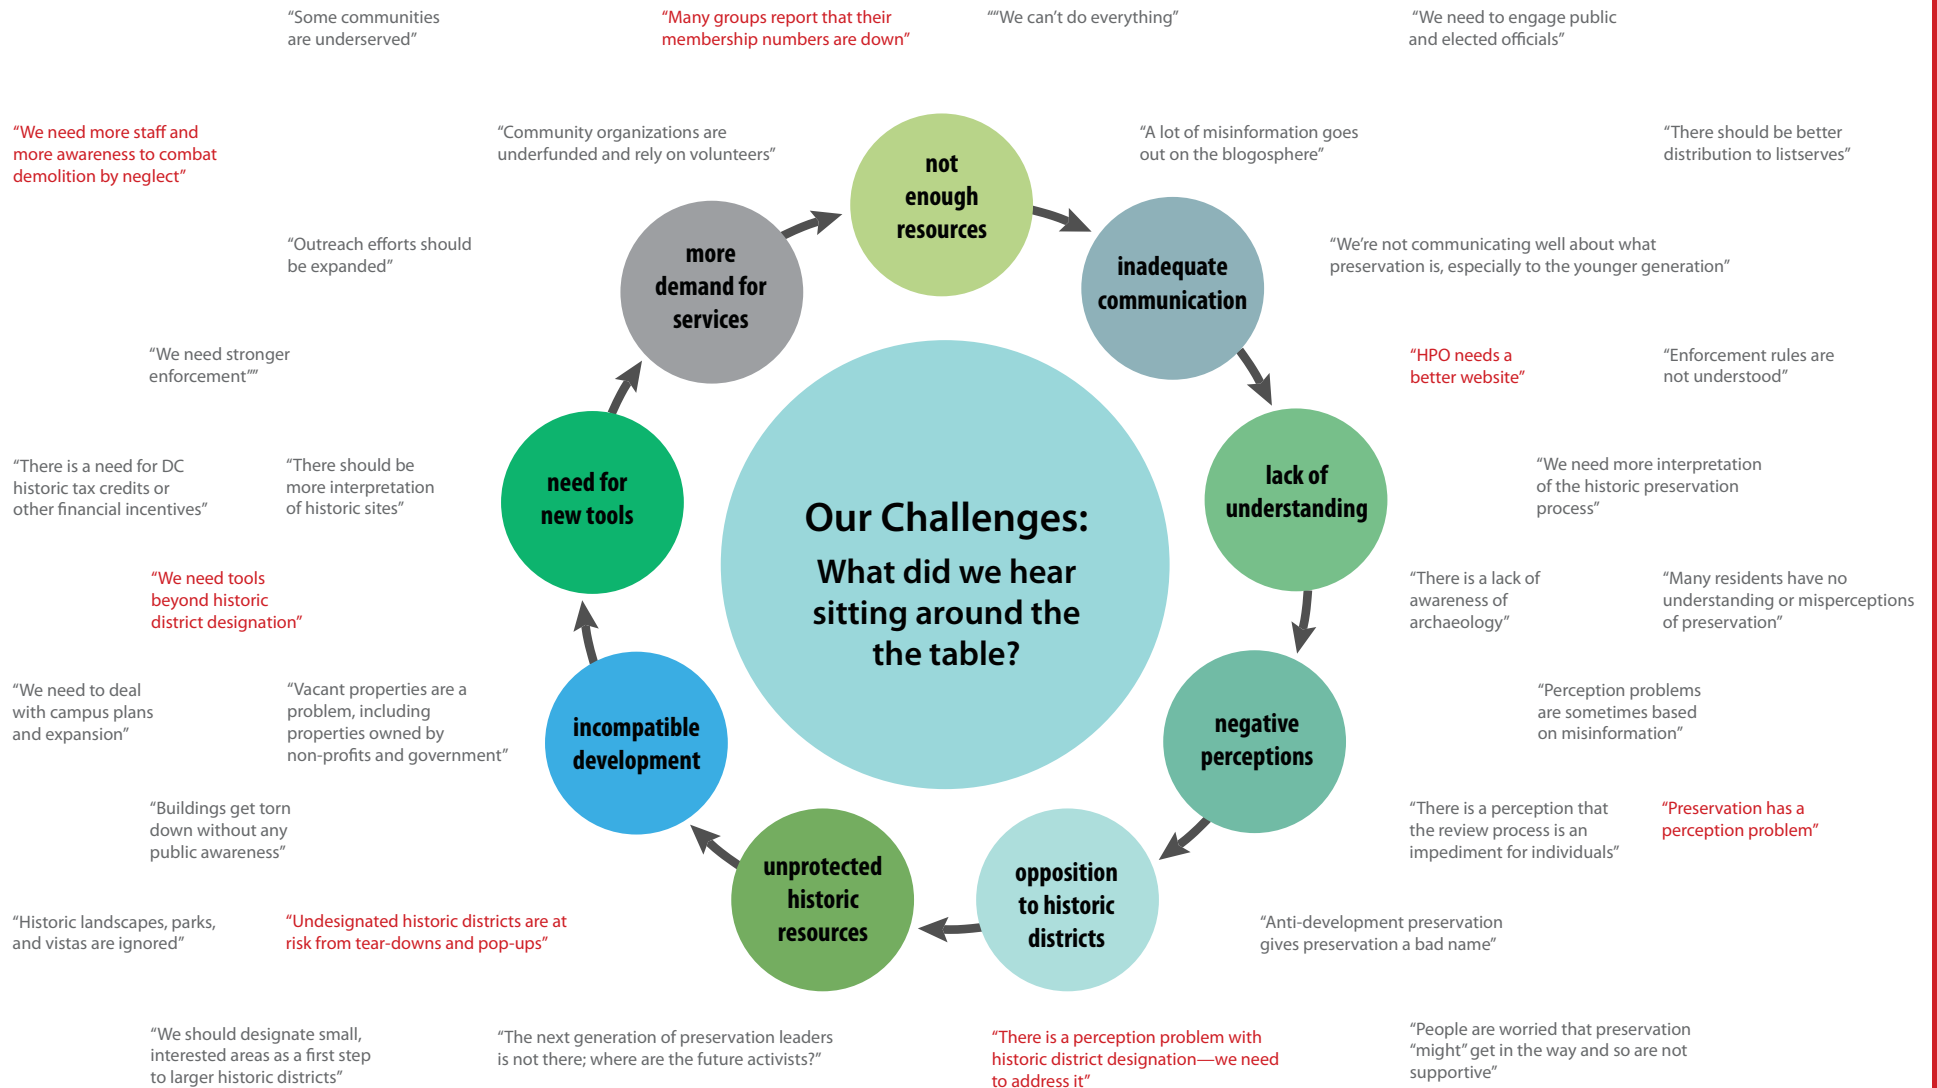 “Some communities
are underserved”
“Many groups report that their
membership numbers are down”
““We can’t do everything”
“We need to engage public
and elected officials”
“We need more staff and
more awareness to combat
demolition by neglect”
“Community organizations are
underfunded and rely on volunteers”
“A lot of misinformation goes
out on the blogosphere”
“There should be better
distribution to listserves”
“Outreach efforts should
be expanded”
“We’re not communicating well about what
preservation is, especially to the younger generation”
“We need stronger
enforcement””
“HPO needs a
better website”
“Enforcement rules are
not understood”
“There is a need for DC
historic tax credits or
other financial incentives”
“There should be
more interpretation
of historic sites”
“We need more interpretation
of the historic preservation
process”
“We need tools
beyond historic
district designation”
“There is a lack of
awareness of
archaeology”
“Many residents have no
understanding or misperceptions
of preservation”
“We need to deal
with campus plans
and expansion”
“Vacant properties are a
problem, including
properties owned by
non-profits and government”
“Perception problems
are sometimes based
on misinformation”
“Buildings get torn
down without any
public awareness”
“There is a perception that
the review process is an
impediment for individuals”
“Preservation has a
perception problem”
“Historic landscapes, parks,
and vistas are ignored”
“Undesignated historic districts are at
risk from tear-downs and pop-ups”
“Anti-development preservation
gives preservation a bad name”
“We should designate small,
interested areas as a first step
to larger historic districts”
“The next generation of preservation leaders
is not there; where are the future activists?”
“There is a perception problem with
historic district designation—we need
to address it”
“People are worried that preservation
“might” get in the way and so are not
supportive”
not
enough
resources
inadequate
communication
lack of
understanding
negative
perceptions
opposition
to historic
districts
unprotected
historic
resources
incompatible
development
need for
new tools
more
demand for
services
Our Challenges:
What did we hear
sitting around the
the table?